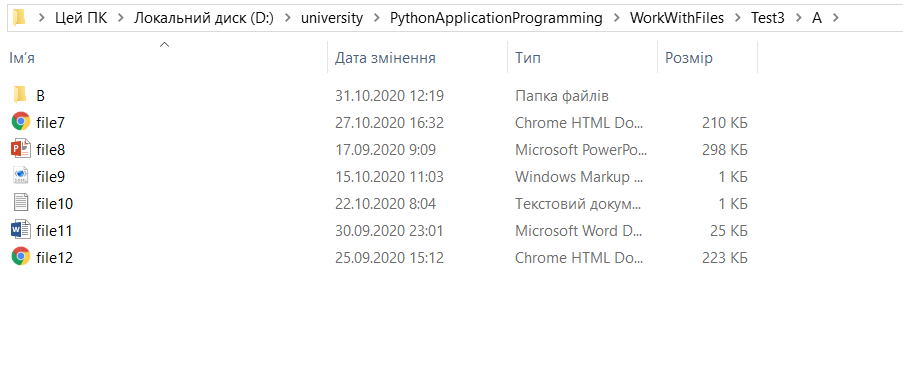 Цей ПК > Локальний диск (D:) > university > PythonApplicationProgramming > WorkWithFiles > Test3 > A >
Ім’я Дата змінення Тип Розмір
B 31.10.2020 12:19 Папка файлів
file7 27.10.2020 16:32 Chrome HTML Do... 210 КБ
file8 17.09.2020 9:09 Microsoft PowerPo... 298 КБ
file9 15.10.2020 11:03 Windows Markup ... 1 КБ
file10 22.10.2020 8:04 Текстовий докум... 1 КБ
file11 30.09.2020 23:01 Microsoft Word D... 25 КБ
file12 25.09.2020 15:12 Chrome HTML Do... 223 КБ